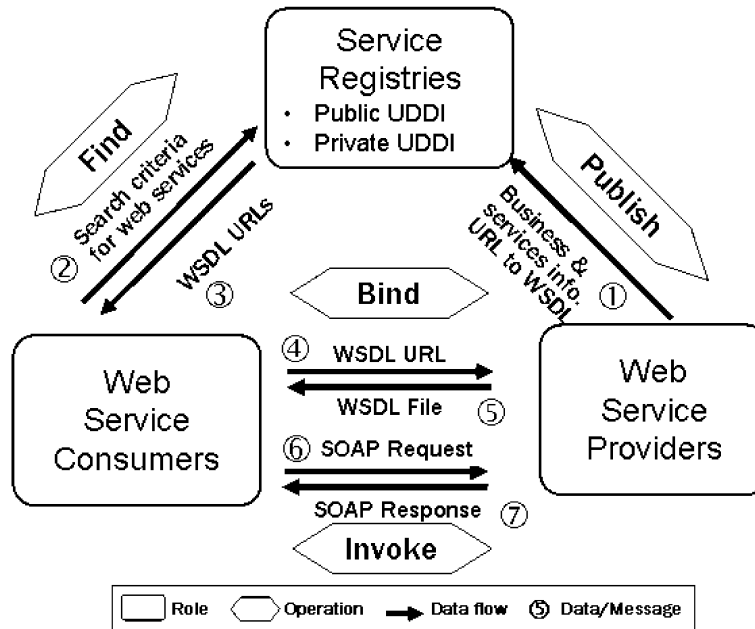 Service
Registries
• Public UDDI
• Private UDDI
Find
Search criteria
for web services
②
WSDL URLs
③
Publish
Business &
services info.
URL to WSDL
①
Bind
④ WSDL URL
WSDL File ⑤
⑥ SOAP Request
SOAP Response ⑦
Invoke
Web
Service
Consumers
Web
Service
Providers
Role
Operation
Data flow
⑤ Data/Message